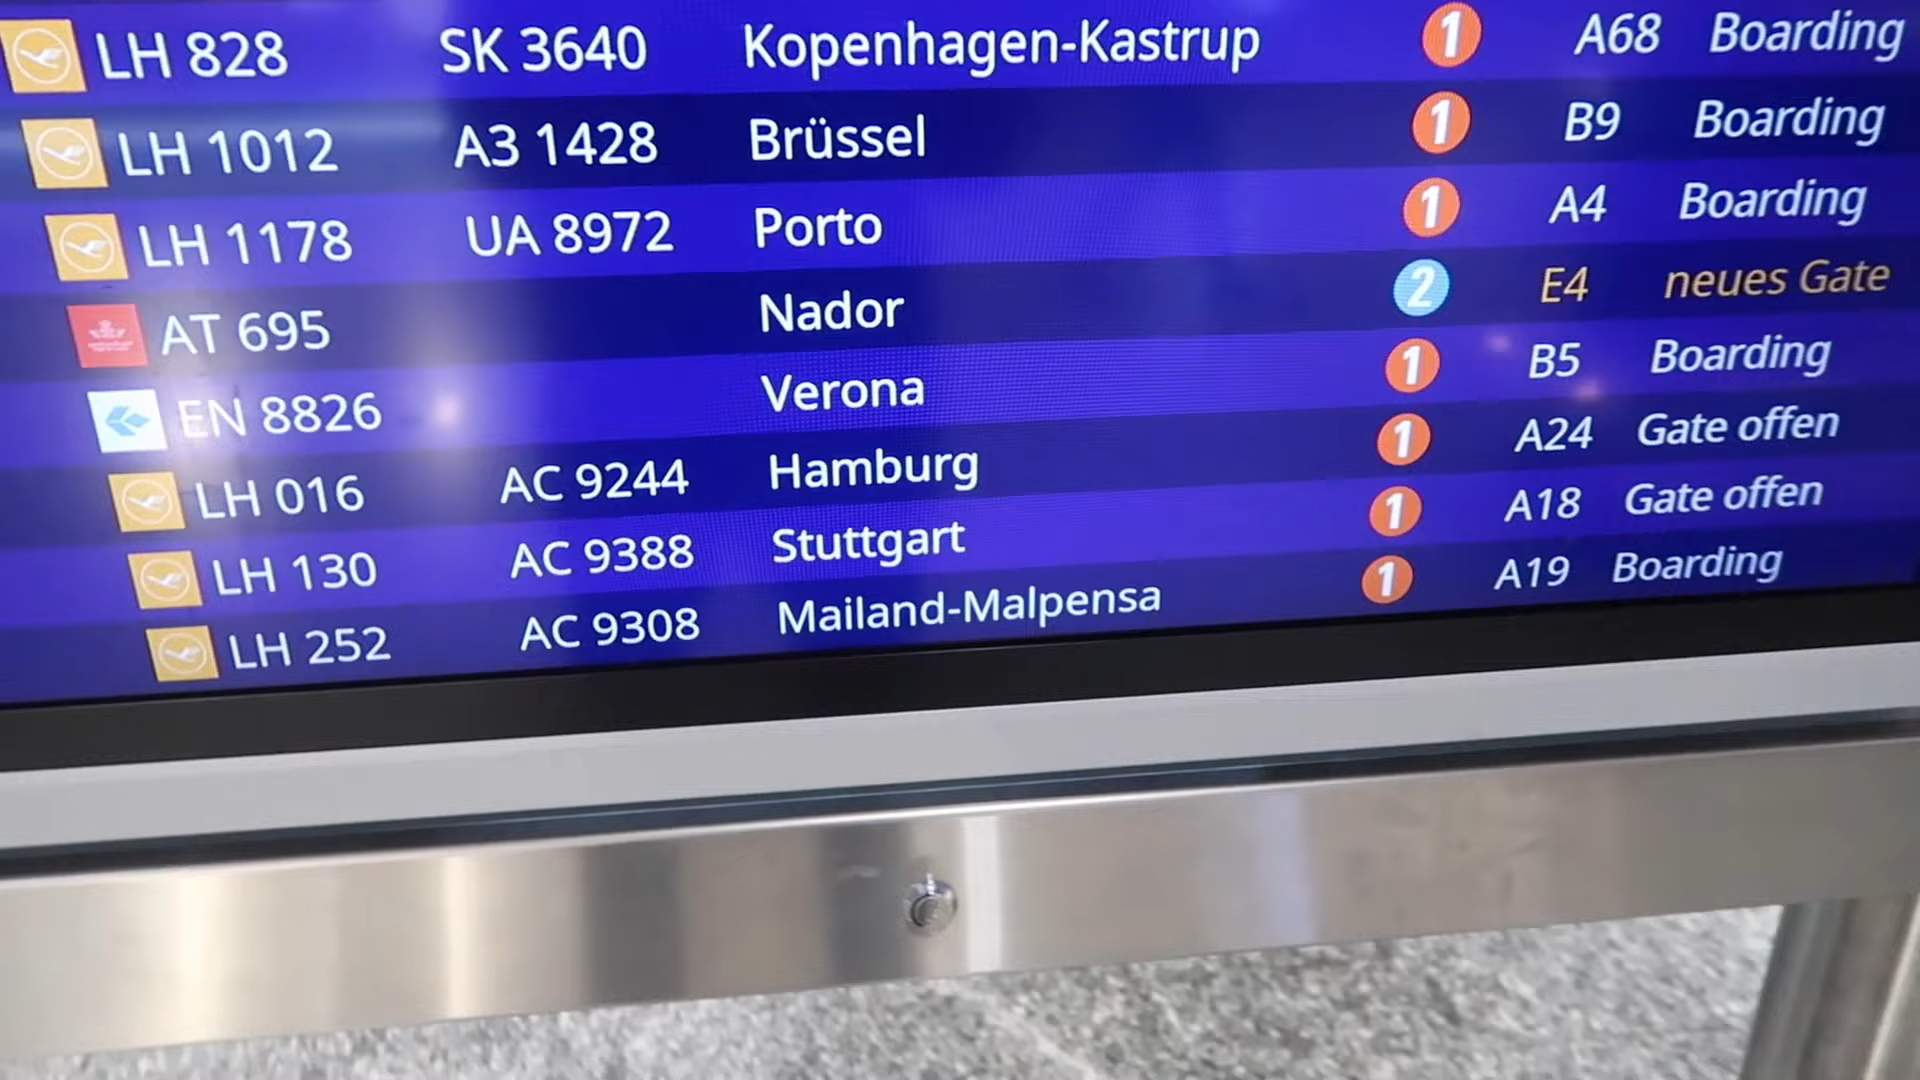 LH 828 SK 3640 Kopenhagen-Kastrup 1 A68 Boarding
LH 1012 A3 1428 Brüssel 1 B9 Boarding
LH 1178 UA 8972 Porto 1 A4 Boarding
AT 695 Nador 2 E4 neues Gate
EN 8826 Verona 1 B5 Boarding
LH 016 AC 9244 Hamburg 1 A24 Gate offen
LH 130 AC 9388 Stuttgart 1 A18 Gate offen
LH 252 AC 9308 Mailand-Malpensa 1 A19 Boarding